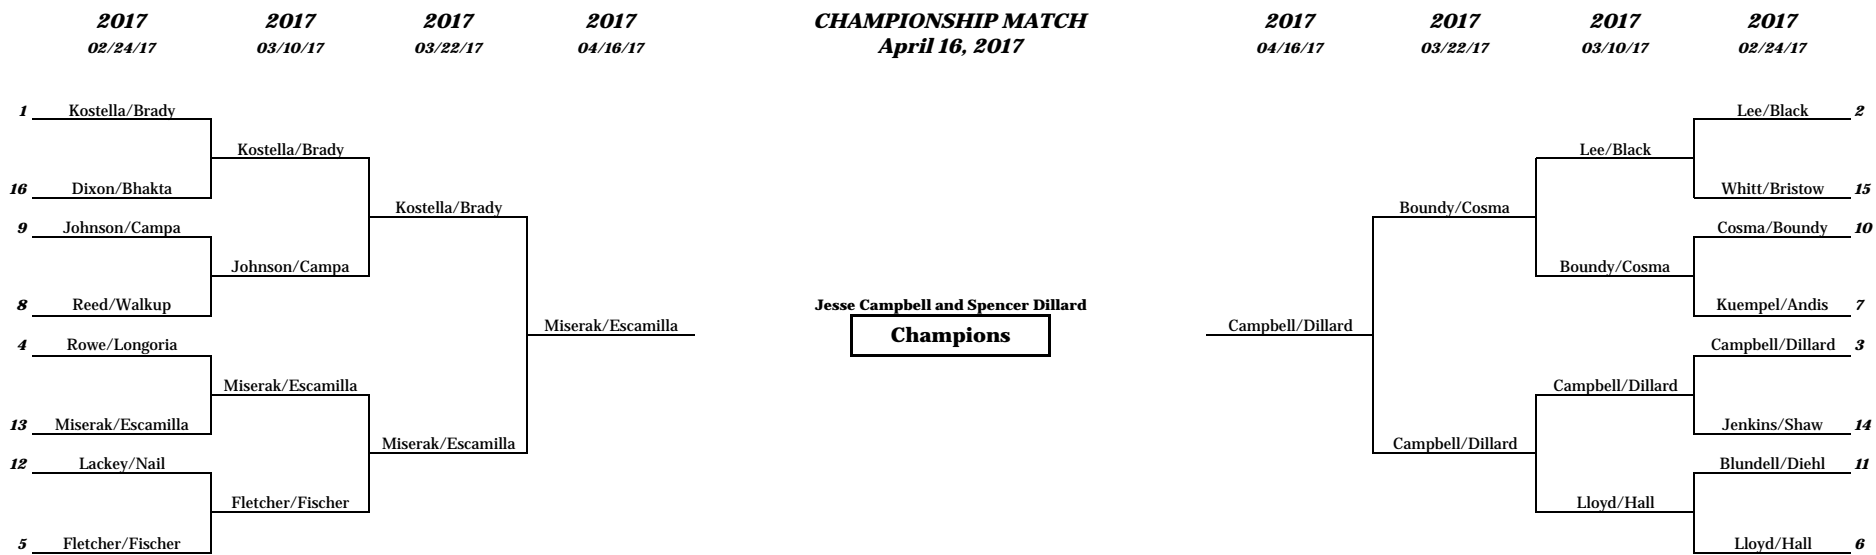 2017 2017 2017 2017 CHAMPIONSHIP MATCH 2017 2017 2017 2017
02/24/17 03/10/17 03/22/17 04/16/17 April 16, 2017 04/16/17 03/22/17 03/10/17 02/24/17
1 Kostella/Brady Lee/Black 2
Kostella/Brady Lee/Black
16 Dixon/Bhakta Whitt/Bristow 15
Kostella/Brady Boundy/Cosma
9 Johnson/Campa Cosma/Boundy 10
Johnson/Campa Boundy/Cosma
8 Reed/Walkup Jesse Campbell and Spencer Dillard Kuempel/Andis 7
Miserak/Escamilla Champions Campbell/Dillard
4 Rowe/Longoria Campbell/Dillard 3
Miserak/Escamilla Campbell/Dillard
13 Miserak/Escamilla Jenkins/Shaw 14
Miserak/Escamilla Campbell/Dillard
12 Lackey/Nail Blundell/Diehl 11
Fletcher/Fischer Lloyd/Hall
5 Fletcher/Fischer Lloyd/Hall 6